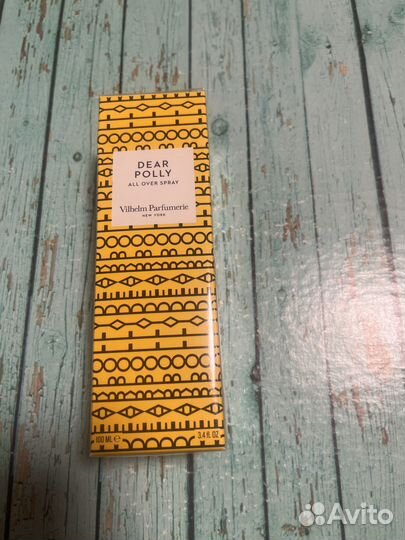 DEAR
POLLY
ALL OVER SPRAY
Vilhelm Parfumerie
NEW YORK
100 ML ℮
3.4 fl. oz
Avito